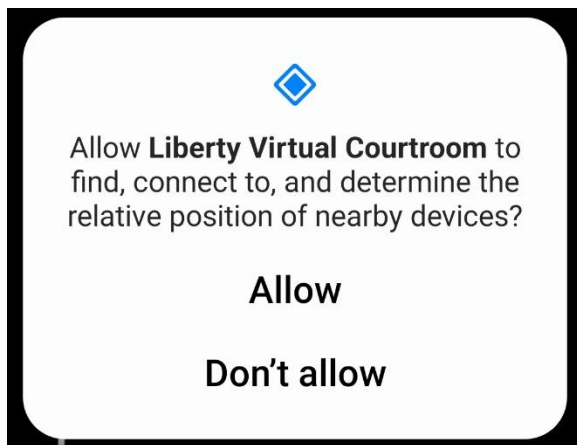 Allow Liberty Virtual Courtroom to
find, connect to, and determine the
relative position of nearby devices?
Allow
Don't allow